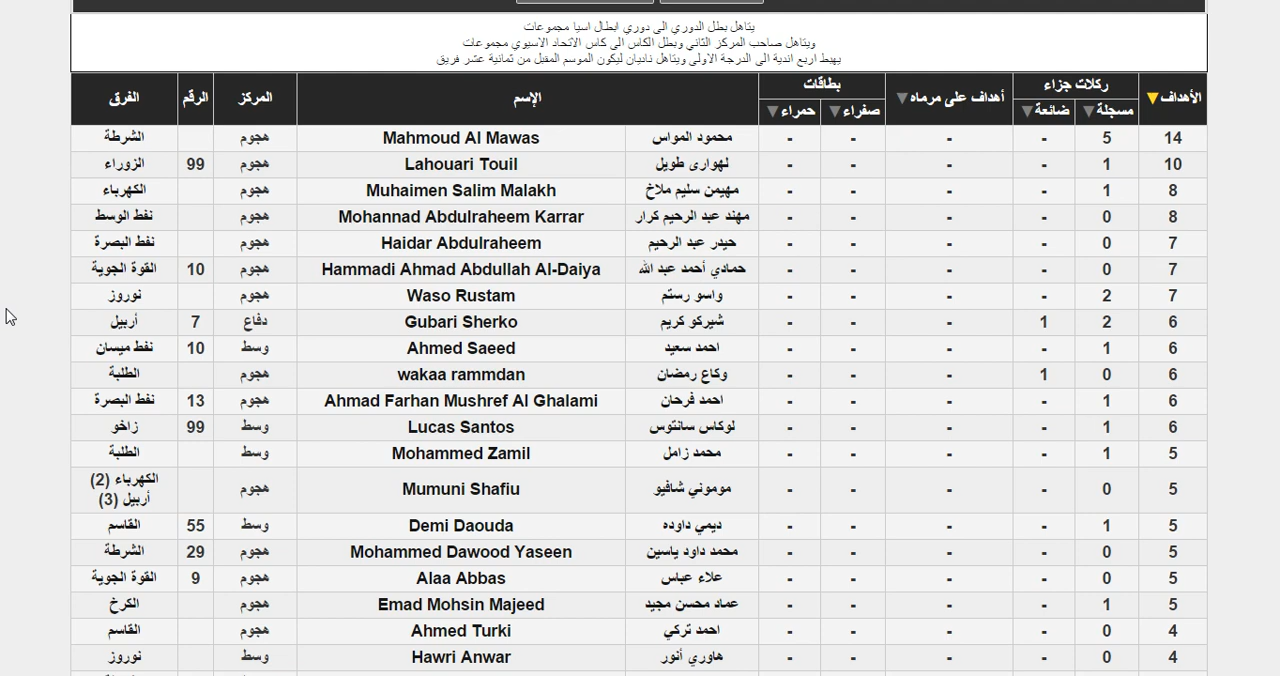 يتاهل بطل الدوري الى دوري ابطال اسيا مجموعات
ويتاهل صاحب المركز الثاني وبطل الكاس الى كاس الاتحاد الاسيوي مجموعات
يهبط اربع اندية الى الدرجة الاولى ويتاهل ناديان ليكون الموسم المقبل من ثمانية عشر فريق
الأهداف ركلات جزاء أهداف على مرماه بطاقات الإسم المركز الرقم الفرق
مسجلة ضائعة صفراء حمراء
14 5 - - - - محمود المواس Mahmoud Al Mawas هجوم الشرطة
10 1 - - - - لهوارى طويل Lahouari Touil هجوم 99 الزوراء
8 1 - - - - مهيمن سليم ملاخ Muhaimen Salim Malakh هجوم الكهرباء
8 0 - - - - مهند عبد الرحيم كرار Mohannad Abdulraheem Karrar هجوم نفط الوسط
7 0 - - - - حيدر عبد الرحيم Haidar Abdulraheem هجوم نفط البصرة
7 0 - - - - حمادي أحمد عبد الله Hammadi Ahmad Abdullah Al-Daiya هجوم 10 القوة الجوية
7 2 - - - - واسو رستم Waso Rustam هجوم نوروز
6 2 1 - - - شيركو كريم Gubari Sherko دفاع 7 أربيل
6 1 - - - - احمد سعيد Ahmed Saeed وسط 10 نفط ميسان
6 0 1 - - - وكاع رمضان wakaa rammdan هجوم الطلبة
6 1 - - - - احمد فرحان Ahmad Farhan Mushref Al Ghalami هجوم 13 نفط البصرة
6 1 - - - - لوكاس سانتوس Lucas Santos وسط 99 زاخو
5 1 - - - - محمد زامل Mohammed Zamil وسط الطلبة
5 0 - - - - موموني شافيو Mumuni Shafiu هجوم الكهرباء (2)
أربيل (3)
5 1 - - - - ديمي داوده Demi Daouda وسط 55 القاسم
5 0 - - - - محمد داود ياسين Mohammed Dawood Yaseen هجوم 29 الشرطة
5 0 - - - - علاء عباس Alaa Abbas هجوم 9 القوة الجوية
5 1 - - - - عماد محسن مجيد Emad Mohsin Majeed هجوم الكرخ
4 0 - - - - احمد تركي Ahmed Turki هجوم القاسم
4 0 - - - - هاوري أنور Hawri Anwar وسط نوروز